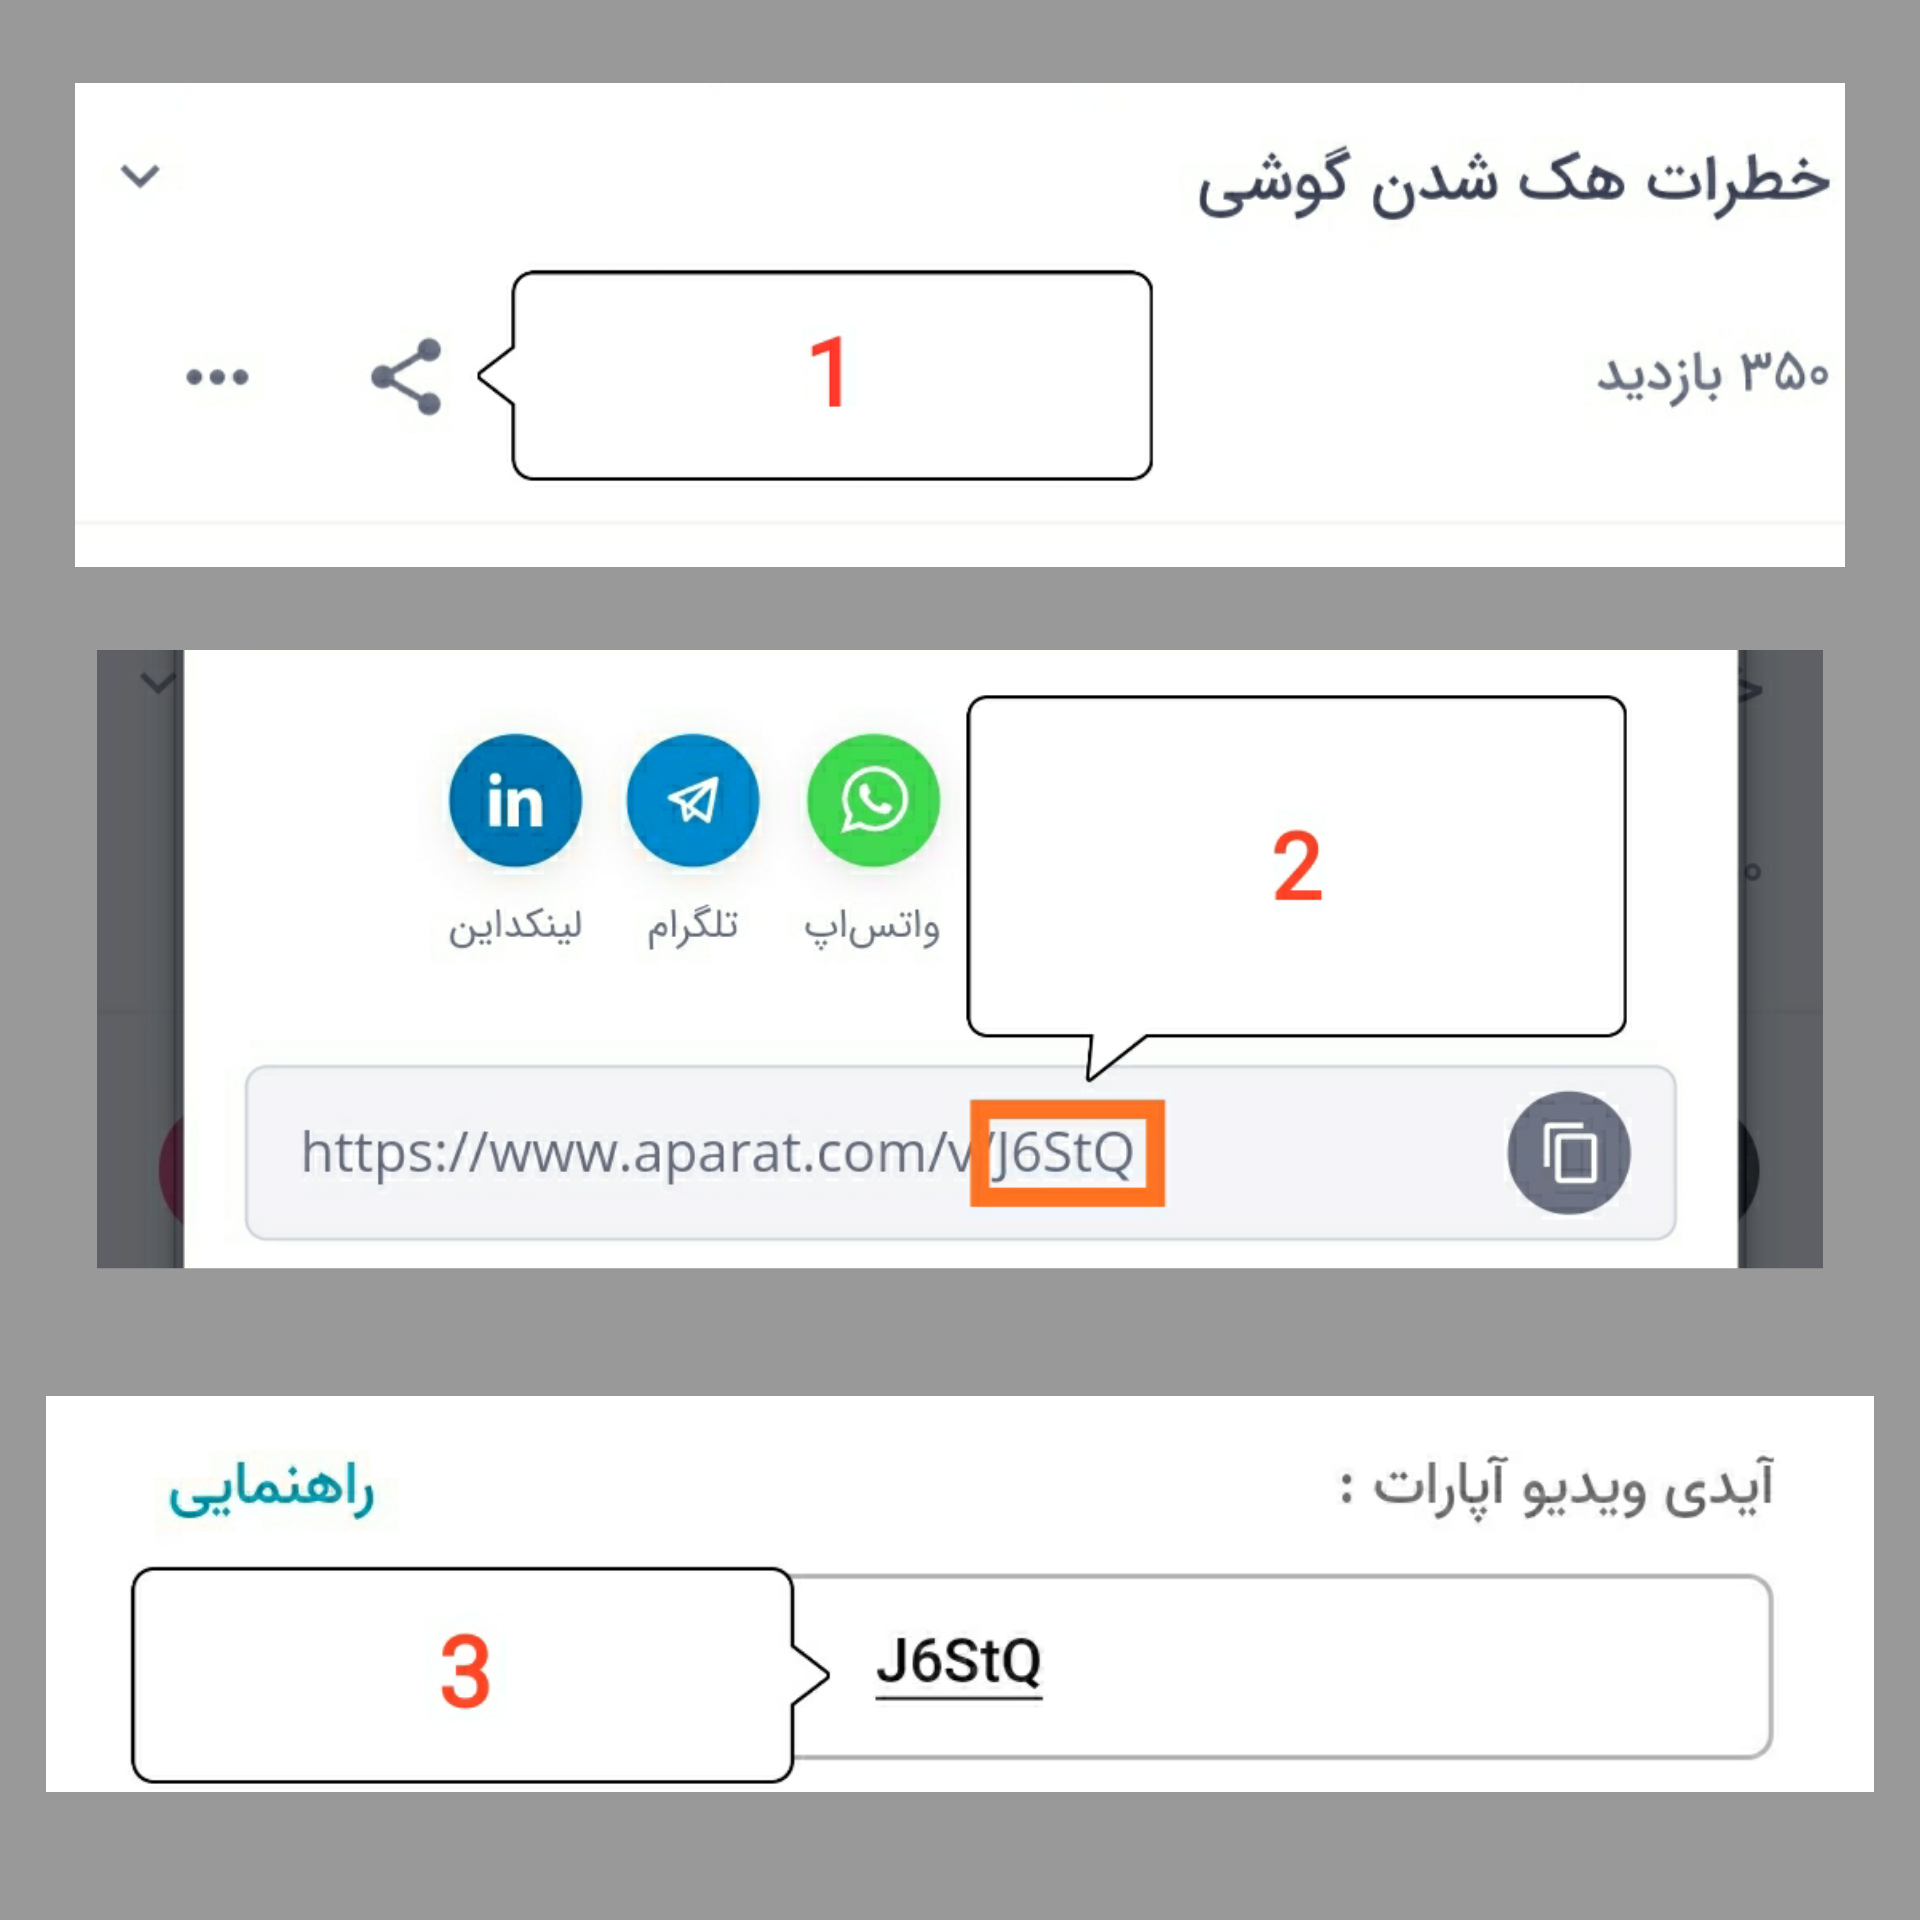 خطرات هک شدن گوشی
1
۳۵۰ بازدید
2
واتس‌اپ
تلگرام
لینکداین
https://www.aparat.com/v/J6StQ
آیدی ویدیو آپارات :
راهنمایی
3
J6StQ